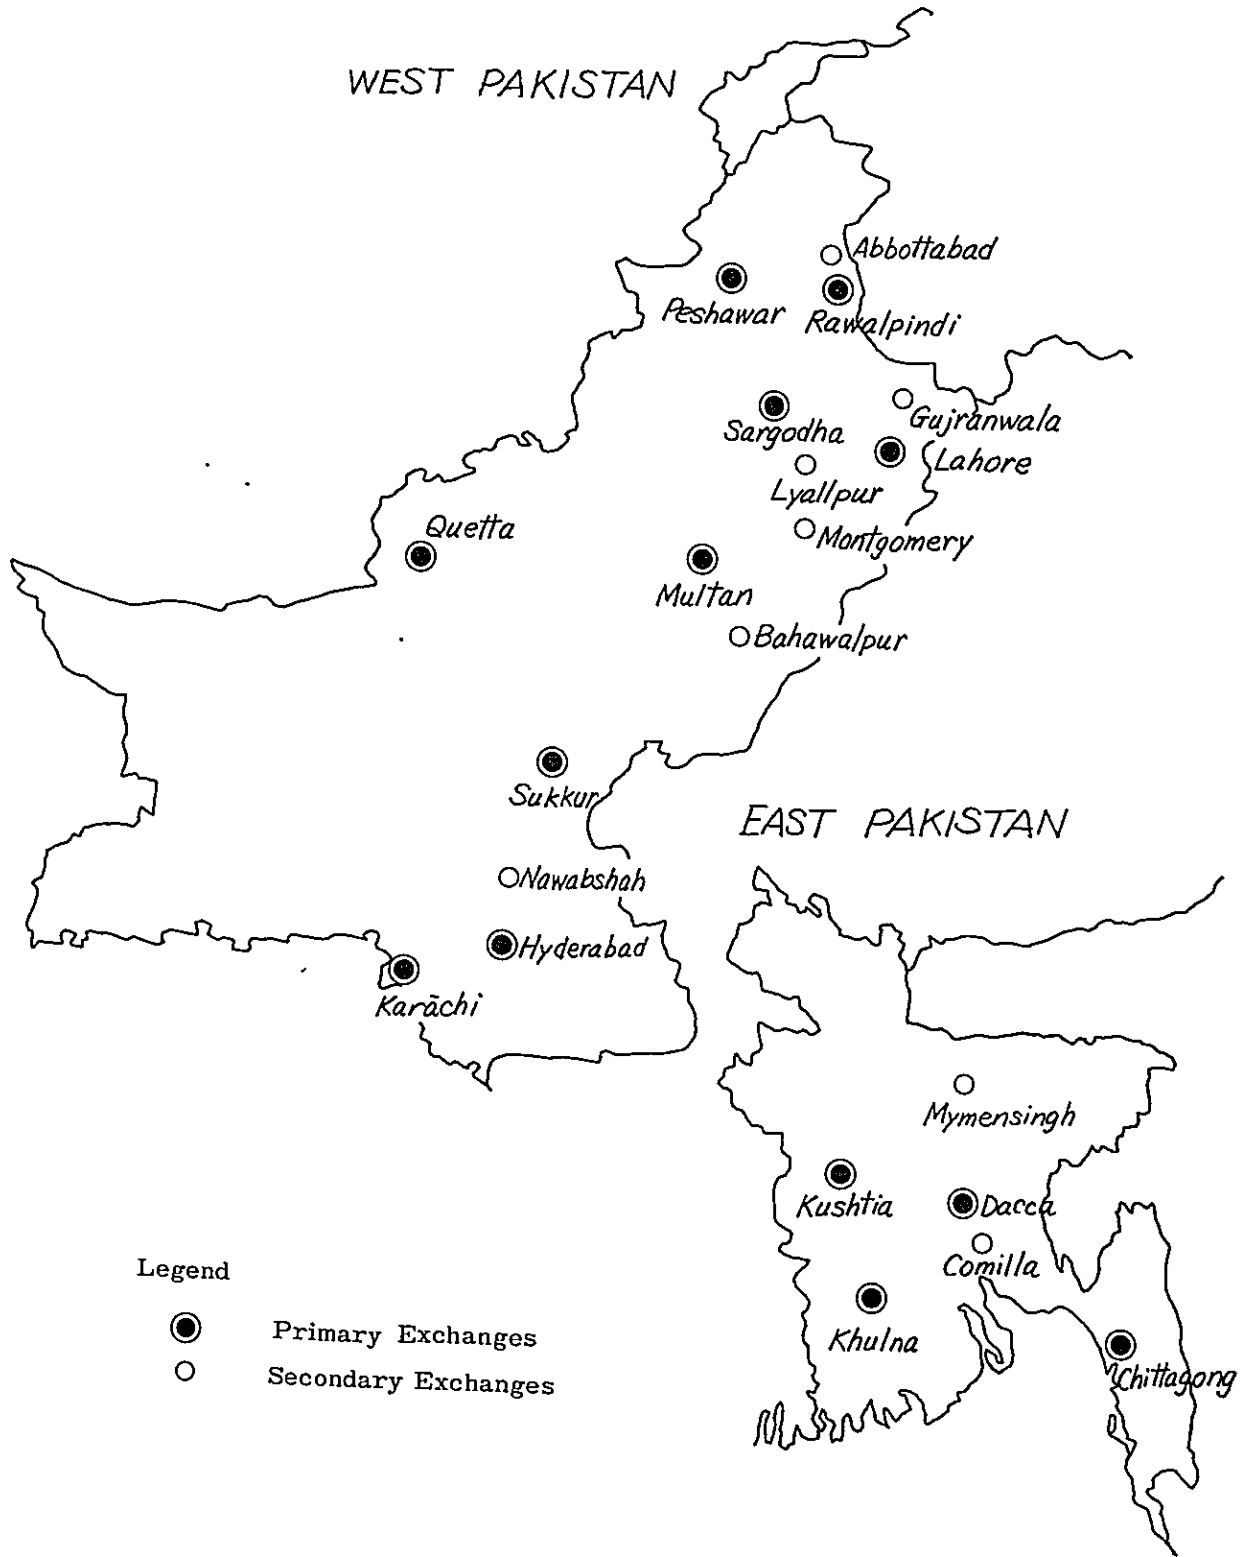 WEST PAKISTAN
Abbottabad
Peshawar
Rawalpindi
Sargodha
Gujranwala
Lahore
Lyallpur
Quetta
Montgomery
Multan
Bahawalpur
Sukkur
EAST PAKISTAN
Nawabshah
Hyderabad
Karāchi
Mymensingh
Kushtia
Dacca
Comilla
Khulna
Chittagong
Legend
Primary Exchanges
Secondary Exchanges